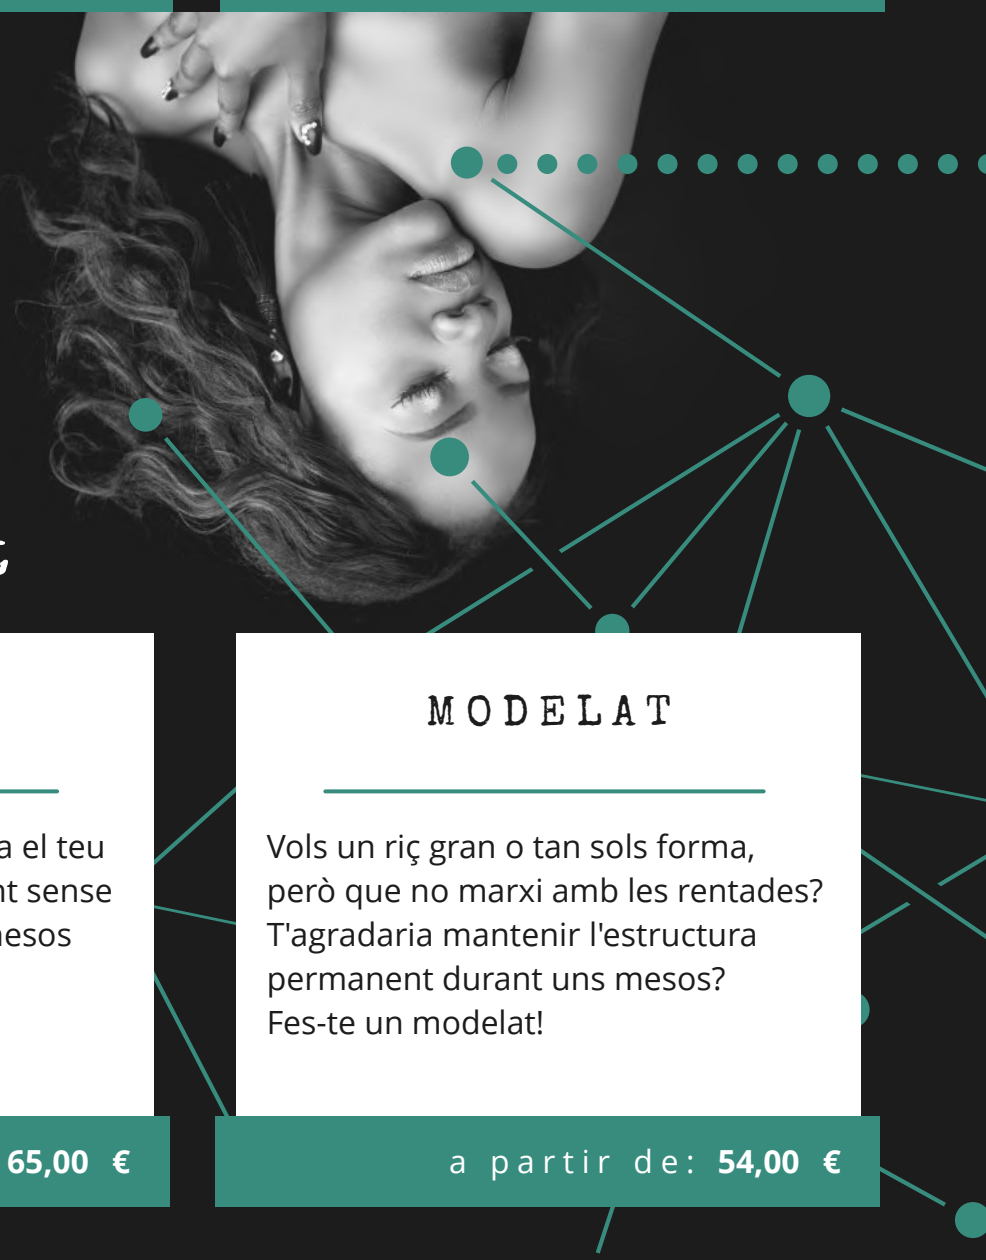 a el teu
nt sense
mesos
65,00 €
MODELAT
Vols un riç gran o tan sols forma,
però que no marxi amb les rentades?
T'agradaria mantenir l'estructura
permanent durant uns mesos?
Fes-te un modelat!
a partir de: 54,00 €